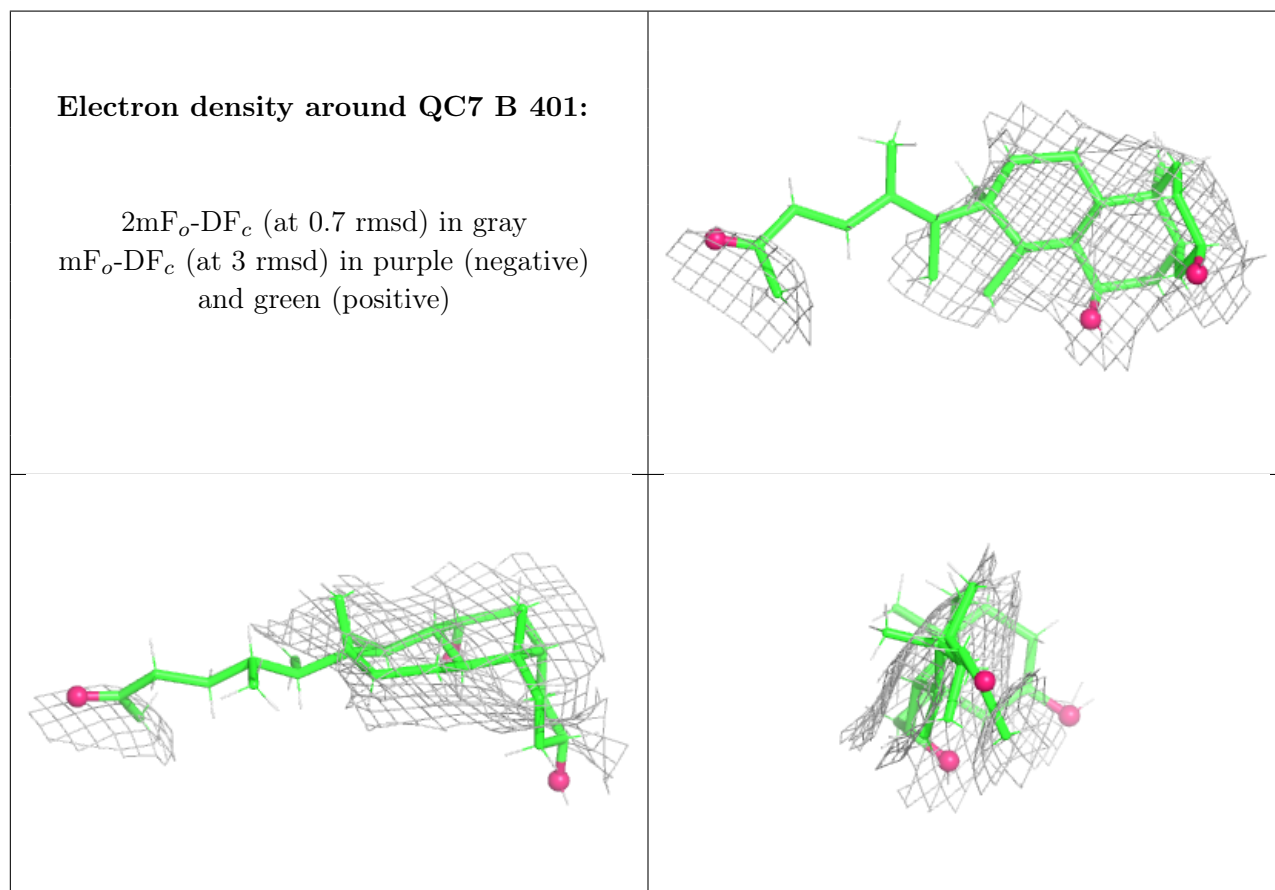 Electron density around QC7 B 401:
2mFo-DFc (at 0.7 rmsd) in gray
mFo-DFc (at 3 rmsd) in purple (negative)
and green (positive)